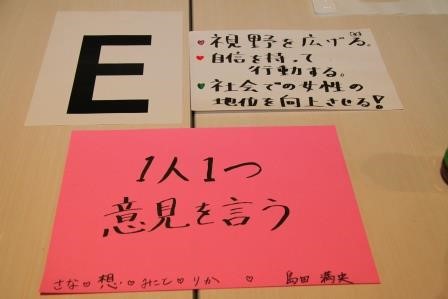 E
視野を広げる。
自信を持って
行動する。
社会での女性の
地位を向上させる!
1人1つ
意見を言う
さな♡想・みこと♡りか ♡ 島田 満央